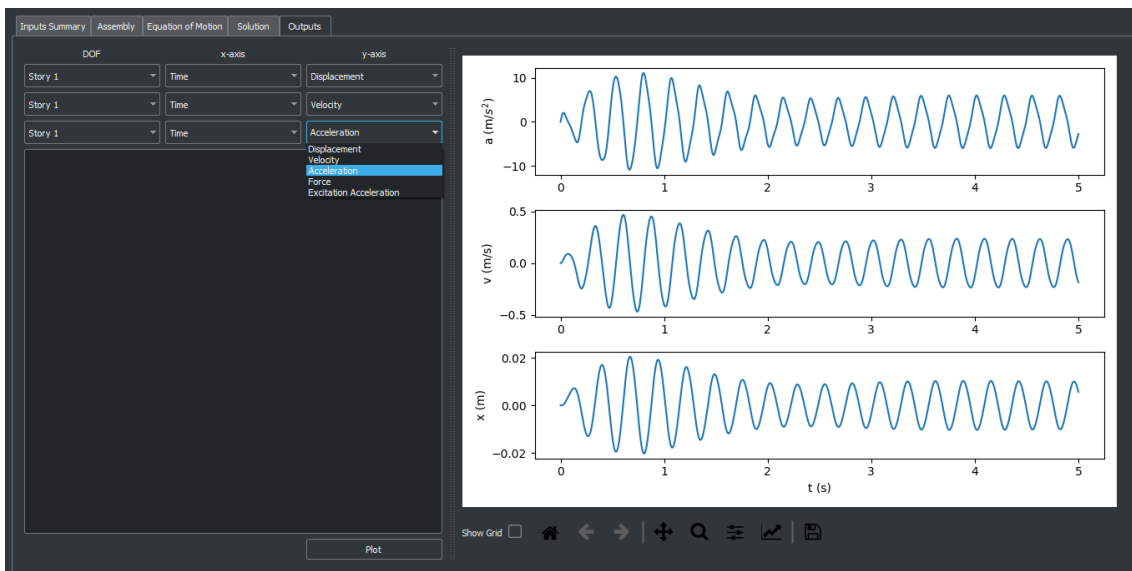 Inputs Summary Assembly Equation of Motion Solution Outputs
DOF x-axis y-axis
Story 1 Time Displacement
Story 1 Time Velocity
Story 1 Time Acceleration
Displacement
Velocity
Acceleration
Force
Excitation Acceleration
Plot
10
0
−10
a (m/s²)
0 1 2 3 4 5
0.5
0.0
−0.5
v (m/s)
0 1 2 3 4 5
0.02
0.00
−0.02
x (m)
0 1 2 3 4 5
t (s)
Show Grid